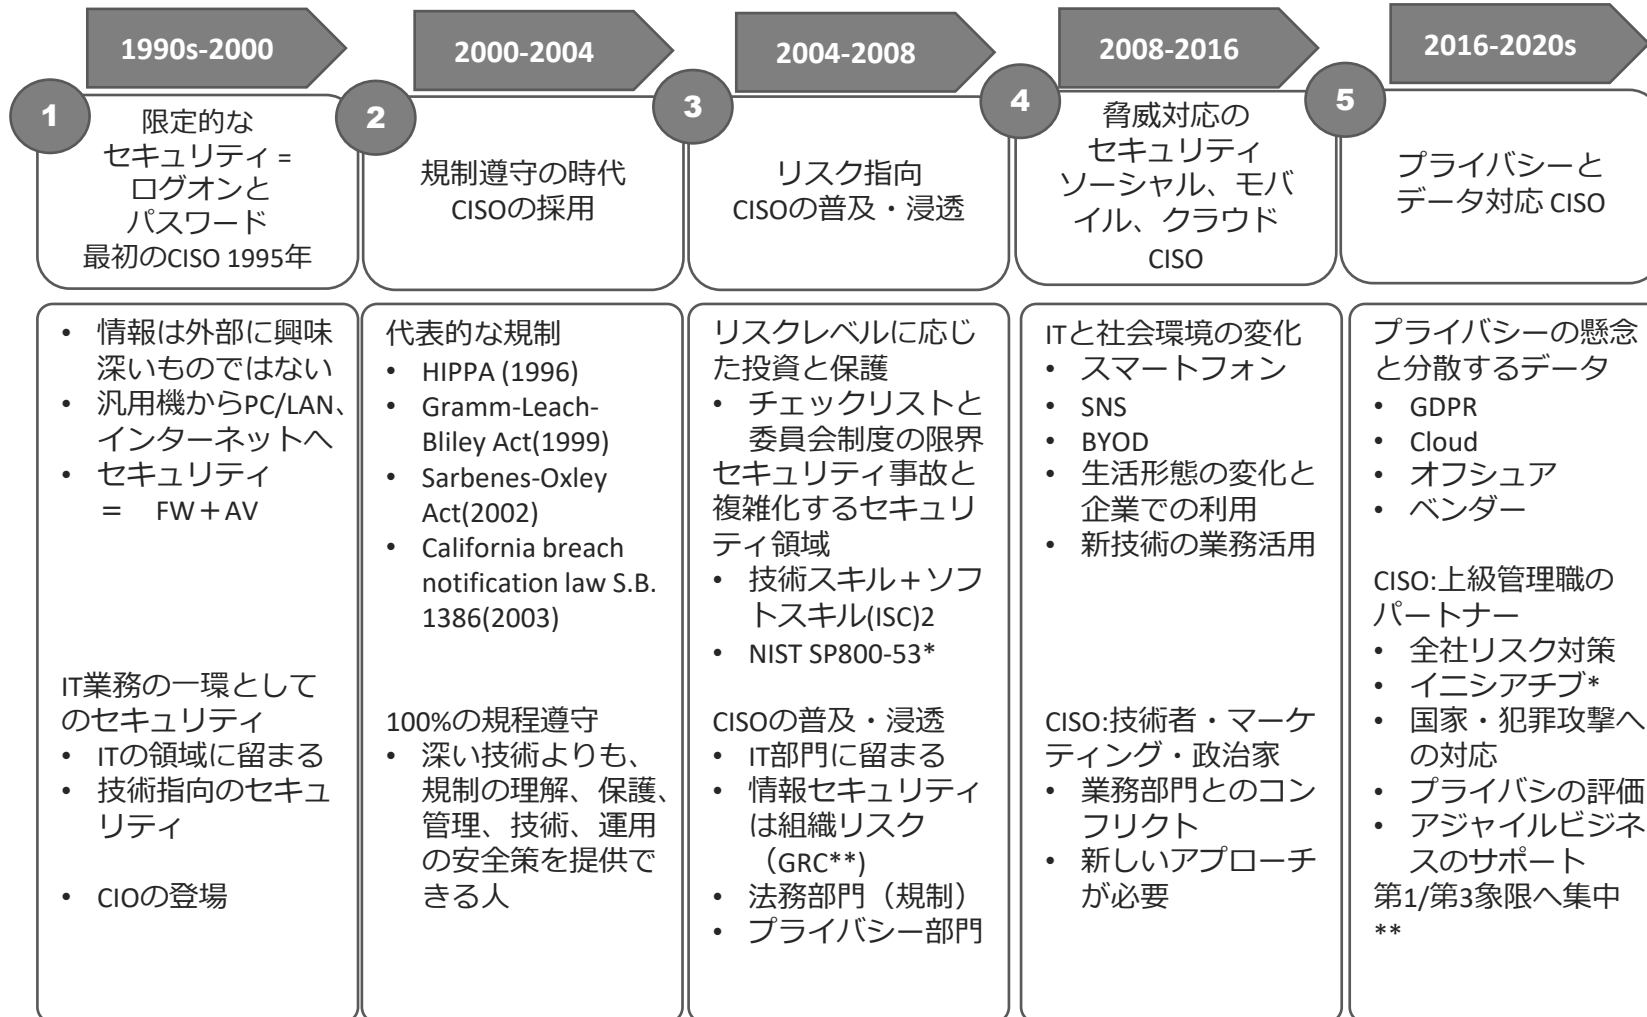 1990s-2000
2000-2004
2004-2008
2008-2016
2016-2020s
1
限定的な
セキュリティ =
ログオンと
パスワード
最初のCISO 1995年
2
規制遵守の時代
CISOの採用
3
リスク指向
CISOの普及・浸透
4
脅威対応の
セキュリティ
ソーシャル、モバ
イル、クラウド
CISO
5
プライバシーと
データ対応 CISO
• 情報は外部に興味
深いものではない
• 汎用機からPC/LAN、
インターネットへ
• セキュリティ
= FW+AV
IT業務の一環として
のセキュリティ
• ITの領域に留まる
• 技術指向のセキュ
リティ
• CIOの登場
代表的な規制
• HIPPA (1996)
• Gramm-Leach-
Bliley Act(1999)
• Sarbenes-Oxley
Act(2002)
• California breach
notification law S.B.
1386(2003)
100%の規程遵守
• 深い技術よりも、
規制の理解、保護、
管理、技術、運用
の安全策を提供で
きる人
リスクレベルに応じ
た投資と保護
• チェックリストと
委員会制度の限界
セキュリティ事故と
複雑化するセキュリ
ティ領域
• 技術スキル+ソフ
トスキル(ISC)2
• NIST SP800-53*
CISOの普及・浸透
• IT部門に留まる
• 情報セキュリティ
は組織リスク
(GRC**)
• 法務部門(規制)
• プライバシー部門
ITと社会環境の変化
• スマートフォン
• SNS
• BYOD
• 生活形態の変化と
企業での利用
• 新技術の業務活用
CISO:技術者・マーケ
ティング・政治家
• 業務部門とのコン
フリクト
• 新しいアプローチ
が必要
プライバシーの懸念
と分散するデータ
• GDPR
• Cloud
• オフシュア
• ベンダー
CISO:上級管理職の
パートナー
• 全社リスク対策
• イニシアチブ*
• 国家・犯罪攻撃へ
の対応
• プライバシの評価
• アジャイルビジネ
スのサポート
第1/第3象限へ集中
**